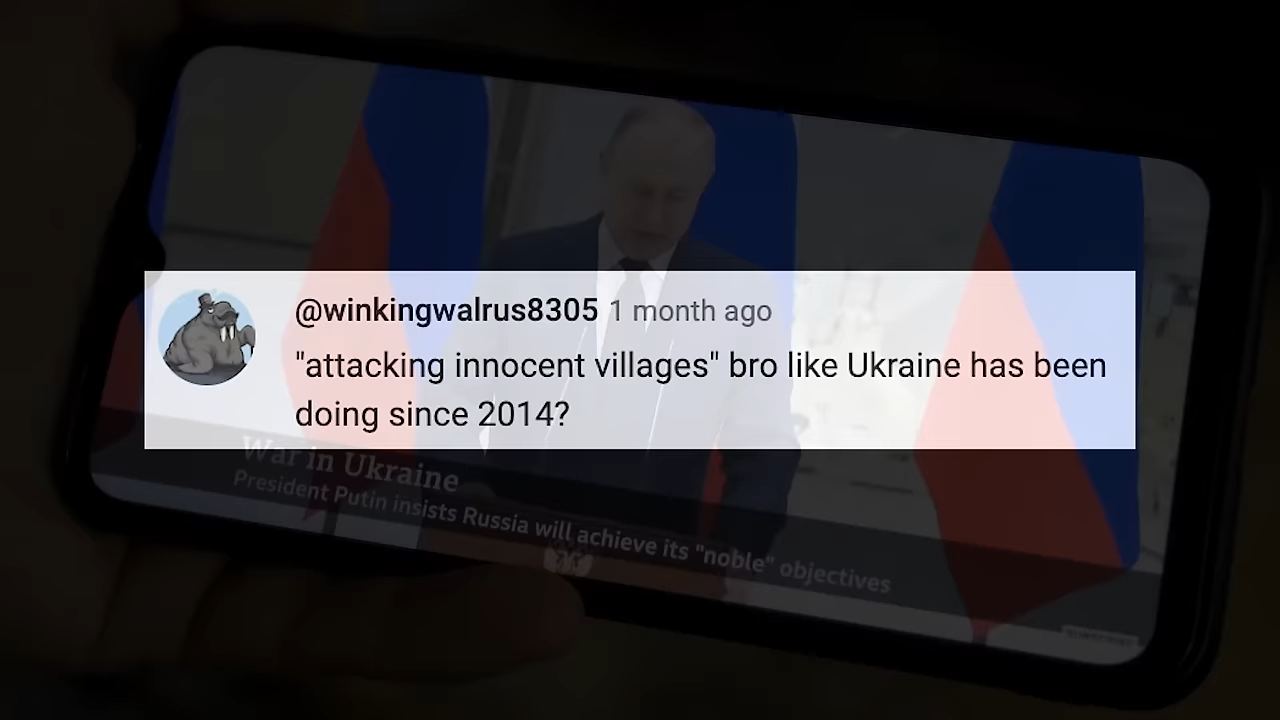 @winkingwalrus8305 1 month ago
"attacking innocent villages" bro like Ukraine has been
doing since 2014?
War in Ukraine
President Putin insists Russia will achieve its "noble" objectives